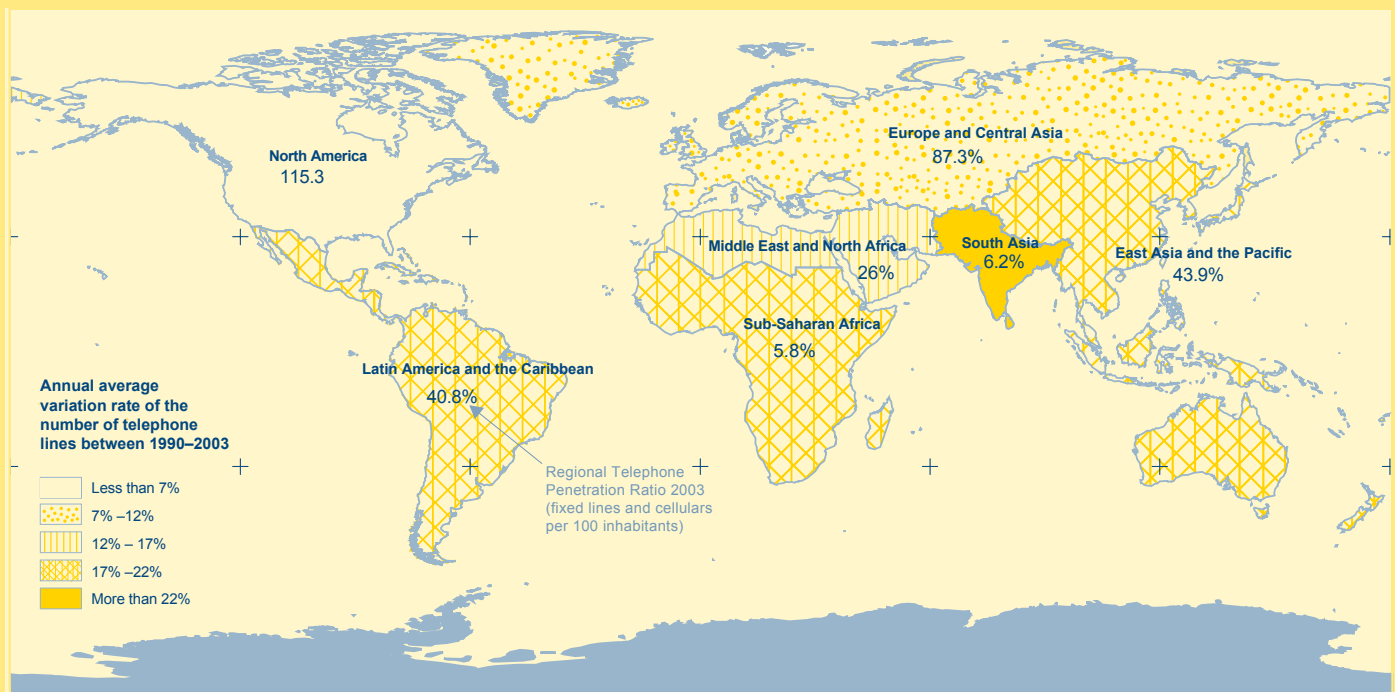 North America
115.3
Europe and Central Asia
87.3%
Middle East and North Africa
26%
South Asia
6.2%
East Asia and the Pacific
43.9%
Sub-Saharan Africa
5.8%
Latin America and the Caribbean
40.8%
Regional Telephone
Penetration Ratio 2003
(fixed lines and cellulars
per 100 inhabitants)
Annual average
variation rate of the
number of telephone
lines between 1990–2003
Less than 7%
7% –12%
12% – 17%
17% –22%
More than 22%